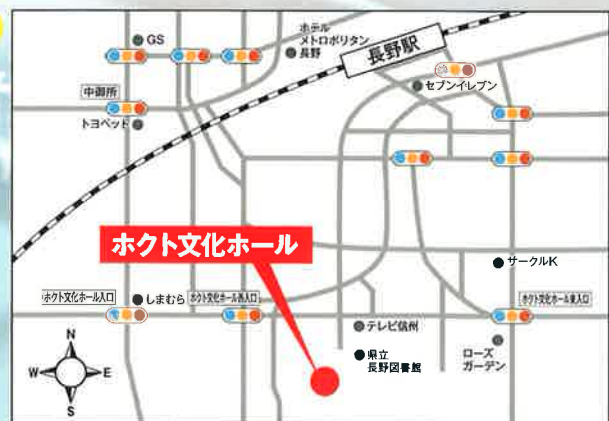 GS
ホテル
メトロポリタン
長野
長野駅
セブンイレブン
中御所
トヨペット
ホクト文化ホール
サークルK
ホクト文化ホール入口
しまむら
ホクト文化ホール西入口
ホクト文化ホール東入口
テレビ信州
県立
長野図書館
ローズ
ガーデン
N
W
E
S